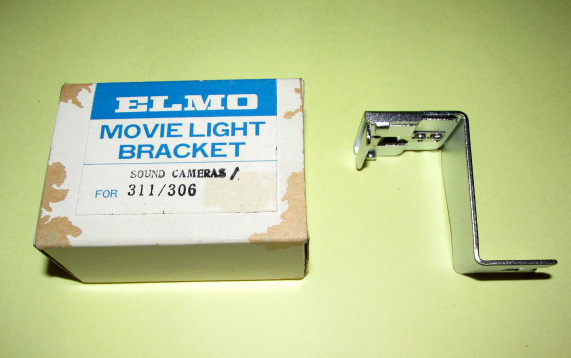 ELMO
MOVIE LIGHT
BRACKET
SOUND CAMERAS/
FOR 311/306